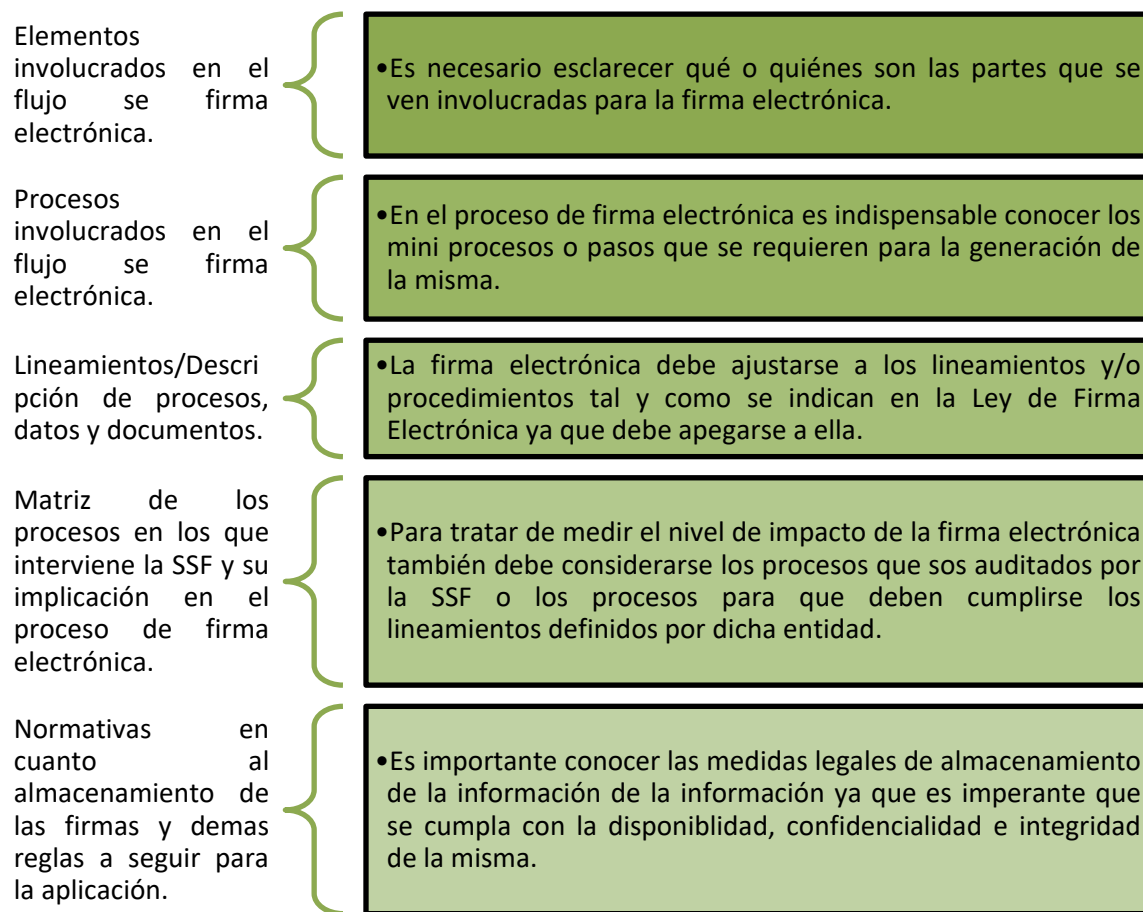 Elementos
involucrados en el
flujo se firma
electrónica.
•Es necesario esclarecer qué o quiénes son las partes que se
ven involucradas para la firma electrónica.
Procesos
involucrados en el
flujo se firma
electrónica.
•En el proceso de firma electrónica es indispensable conocer los
mini procesos o pasos que se requieren para la generación de
la misma.
Lineamientos/Descri
pción de procesos,
datos y documentos.
•La firma electrónica debe ajustarse a los lineamientos y/o
procedimientos tal y como se indican en la Ley de Firma
Electrónica ya que debe apegarse a ella.
Matriz de los
procesos en los que
interviene la SSF y su
implicación en el
proceso de firma
electrónica.
•Para tratar de medir el nivel de impacto de la firma electrónica
también debe considerarse los procesos que sos auditados por
la SSF o los procesos para que deben cumplirse los
lineamientos definidos por dicha entidad.
Normativas en
cuanto al
almacenamiento de
las firmas y demas
reglas a seguir para
la aplicación.
•Es importante conocer las medidas legales de almacenamiento
de la información de la información ya que es imperante que
se cumpla con la disponiblidad, confidencialidad e integridad
de la misma.